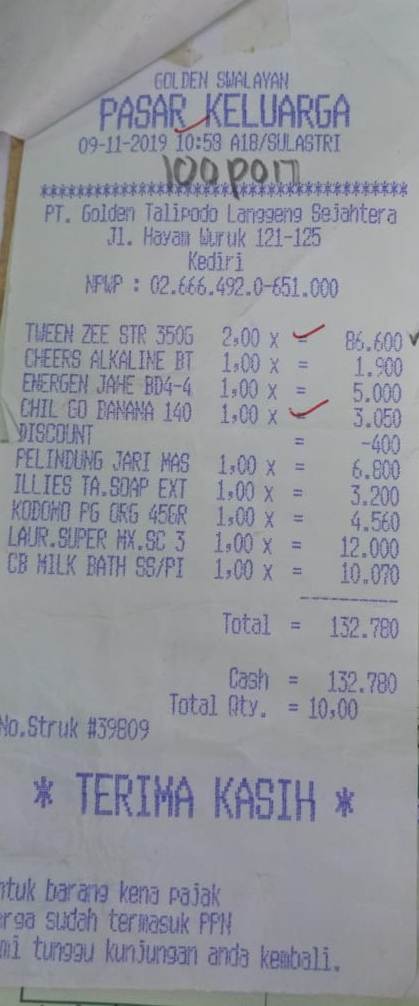 GOLDEN SWALAYAN
PASAR KELUARGA
09-11-2019 10:58 A18/SULASTRI
100 POIN
****************************************
PT. Golden Talipodo Langgeng Sejahtera
Jl. Hayam Wuruk 121-125
Kediri
NPWP : 02.666.492.0-651.000
TWEEN ZEE STR 350G 2,00 x = 86.600
CHEERS ALKALINE BT 1,00 x = 1.900
ENERGEN JAHE BD4-4 1,00 x = 5.000
CHIL GO BANANA 140 1,00 x = 3.050
DISCOUNT = -400
PELINDUNG JARI MAS 1,00 x = 6.800
ILLIES TA.SOAP EXT 1,00 x = 3.200
KODOMO PG ORG 45GR 1,00 x = 4.560
LAUR.SUPER MX.SC 3 1,00 x = 12.000
CB MILK BATH SS/PI 1,00 x = 10.070
Total = 132.780
Cash = 132.780
Total Qty. = 10,00
No.Struk #39809
* TERIMA KASIH *
ntuk barang kena pajak
rga sudah termasuk PPN
mi tunggu kunjungan anda kembali.